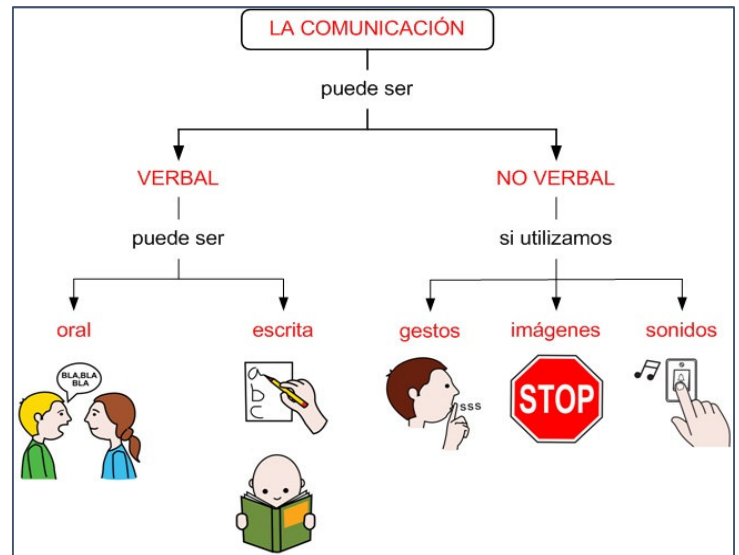 LA COMUNICACIÓN
puede ser
VERBAL
NO VERBAL
puede ser
si utilizamos
oral
escrita
gestos
imágenes
sonidos
BLA,BLA
BLA
a
b
c
sss
STOP